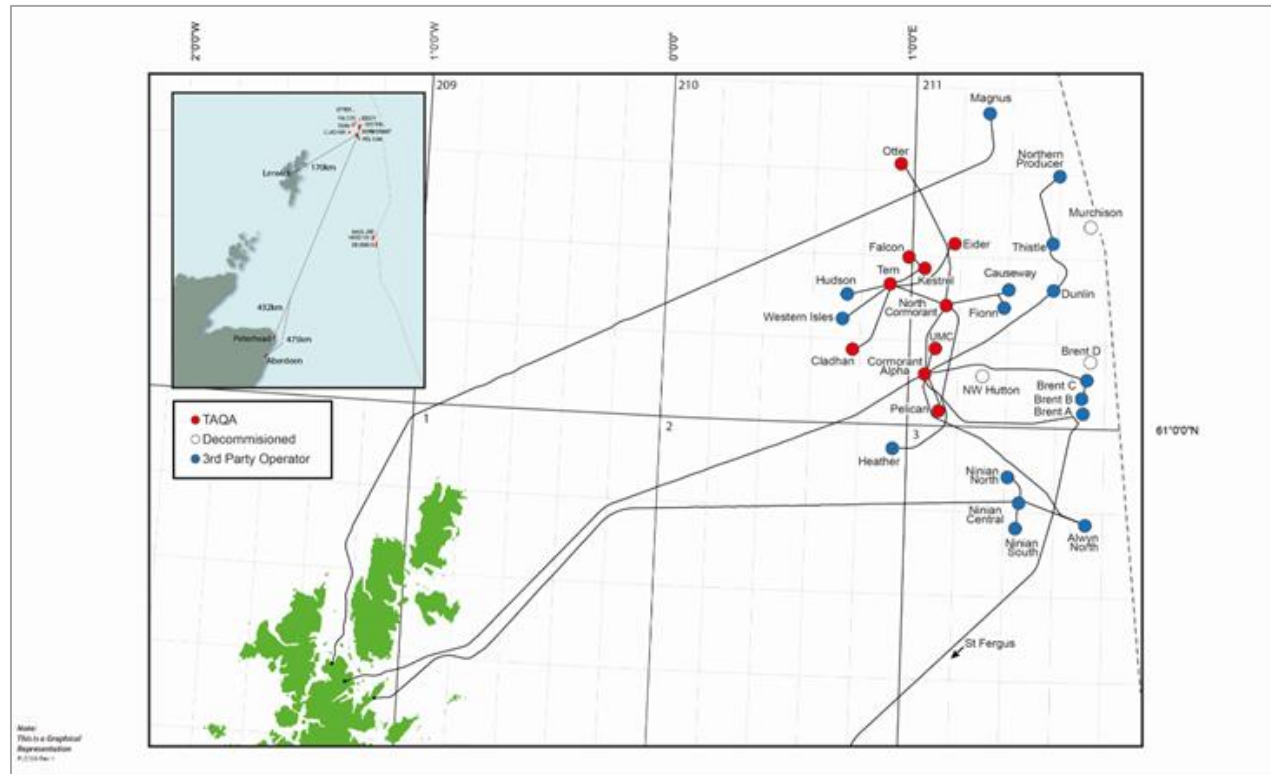 2°0'0"W
1°0'0"W
0°0'0"
1°0'0"E
209
210
211
Magnus
Otter
Northern
Producer
Murchison
Falcon
Eider
Thistle
Tern
Kestrel
Causeway
Hudson
Dunlin
North
Cormorant
Fionn
Western Isles
UMC
Cladhan
Cormorant
Alpha
Brent D
NW Hutton
Brent C
Brent B
Brent A
Pelican
1
2
3
61°0'0"N
Heather
Ninian
North
Ninian
Central
Ninian
South
Alwyn
North
St Fergus
Lerwick
170km
452km
Peterhead
475km
Aberdeen
TAQA
Decommisioned
3rd Party Operator
Note:
This is a Graphical
Representation